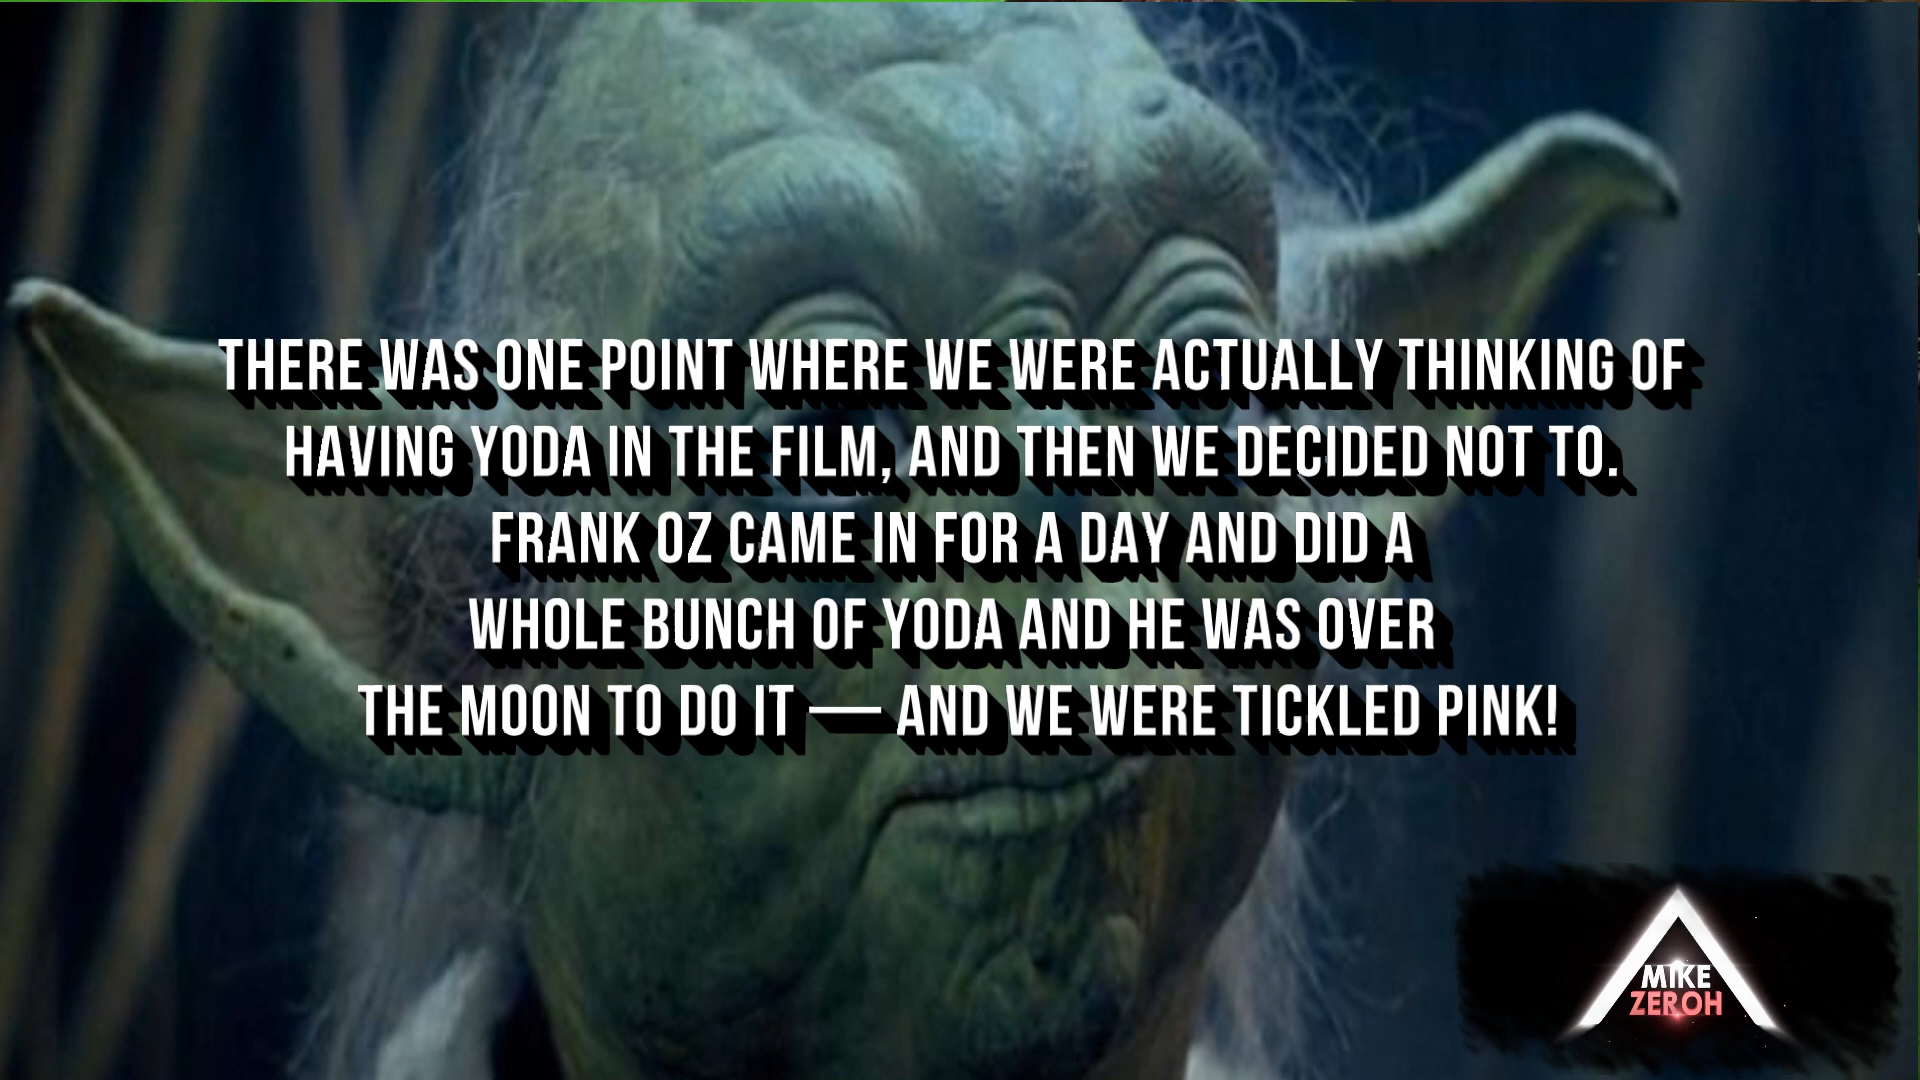 THERE WAS ONE POINT WHERE WE WERE ACTUALLY THINKING OF
HAVING YODA IN THE FILM, AND THEN WE DECIDED NOT TO.
FRANK OZ CAME IN FOR A DAY AND DID A
WHOLE BUNCH OF YODA AND HE WAS OVER
THE MOON TO DO IT — AND WE WERE TICKLED PINK!
MIKE
ZEROH